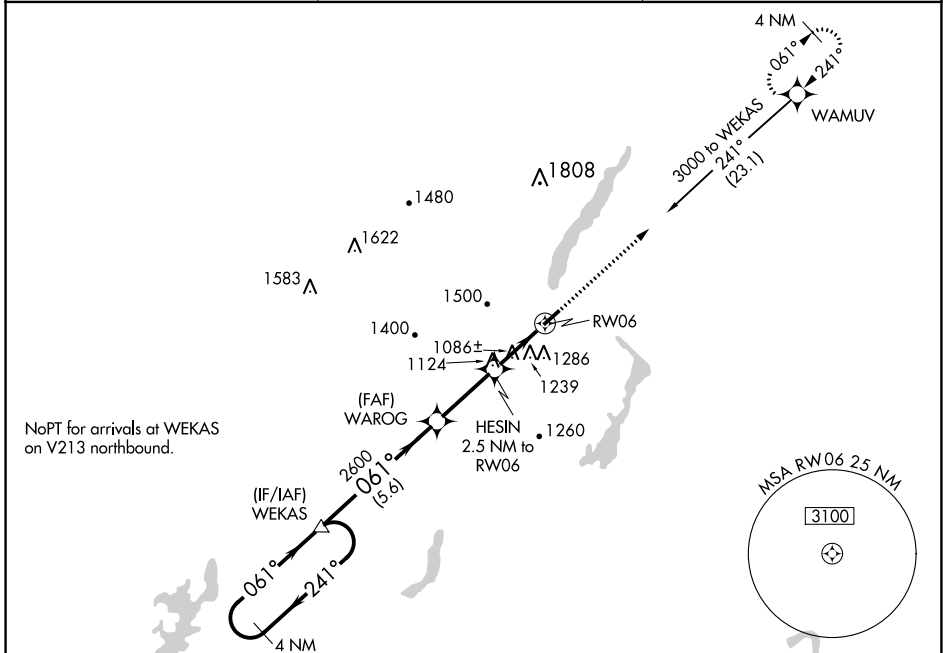 4 NM
061°
241°
WAMUV
3000 to WEKAS
241°
(23.1)
1808
1480
1622
1583
1500
1400
RW06
1086±
1124
1286
1239
(FAF)
WAROG
HESIN
2.5 NM to
RW06
1260
NoPT for arrivals at WEKAS
on V213 northbound.
2600
061°
(5.6)
(IF/IAF)
WEKAS
061°
241°
4 NM
MSA RW06 25 NM
3100